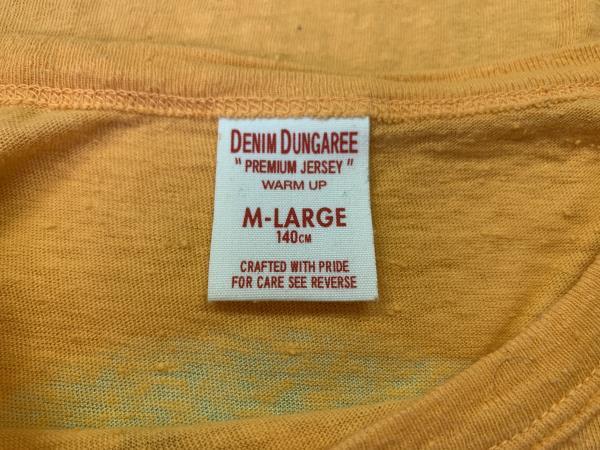 DENIM DUNGAREE
" PREMIUM JERSEY "
WARM UP
M-LARGE
140CM
CRAFTED WITH PRIDE
FOR CARE SEE REVERSE